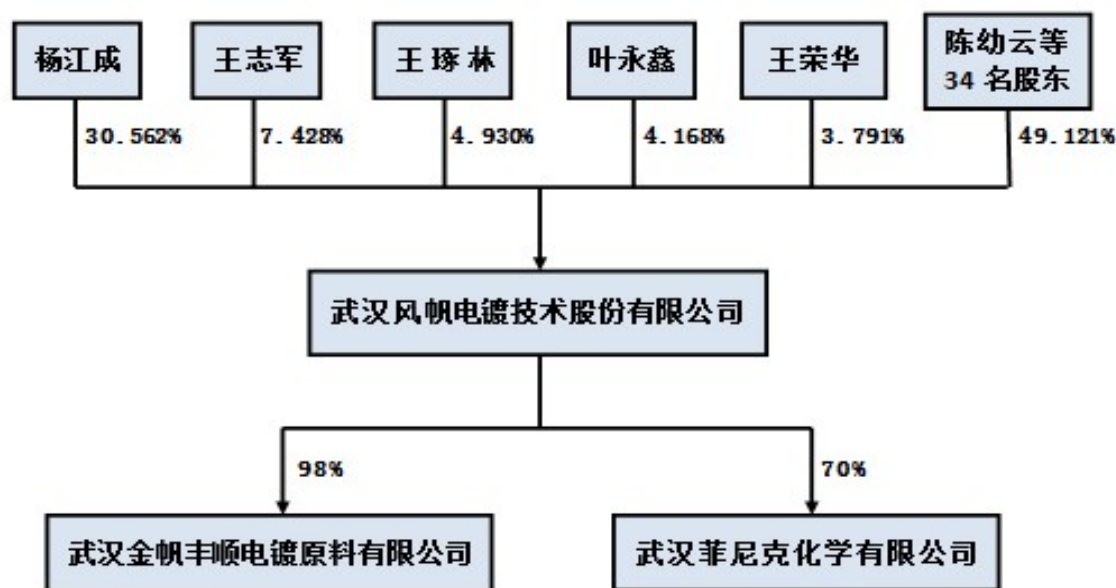 杨江成
王志军
王琢林
叶永鑫
王荣华
陈幼云等
34 名股东
30.562%
7.428%
4.930%
4.168%
3.791%
49.121%
武汉风帆电镀技术股份有限公司
98%
70%
武汉金帆丰顺电镀原料有限公司
武汉菲尼克化学有限公司